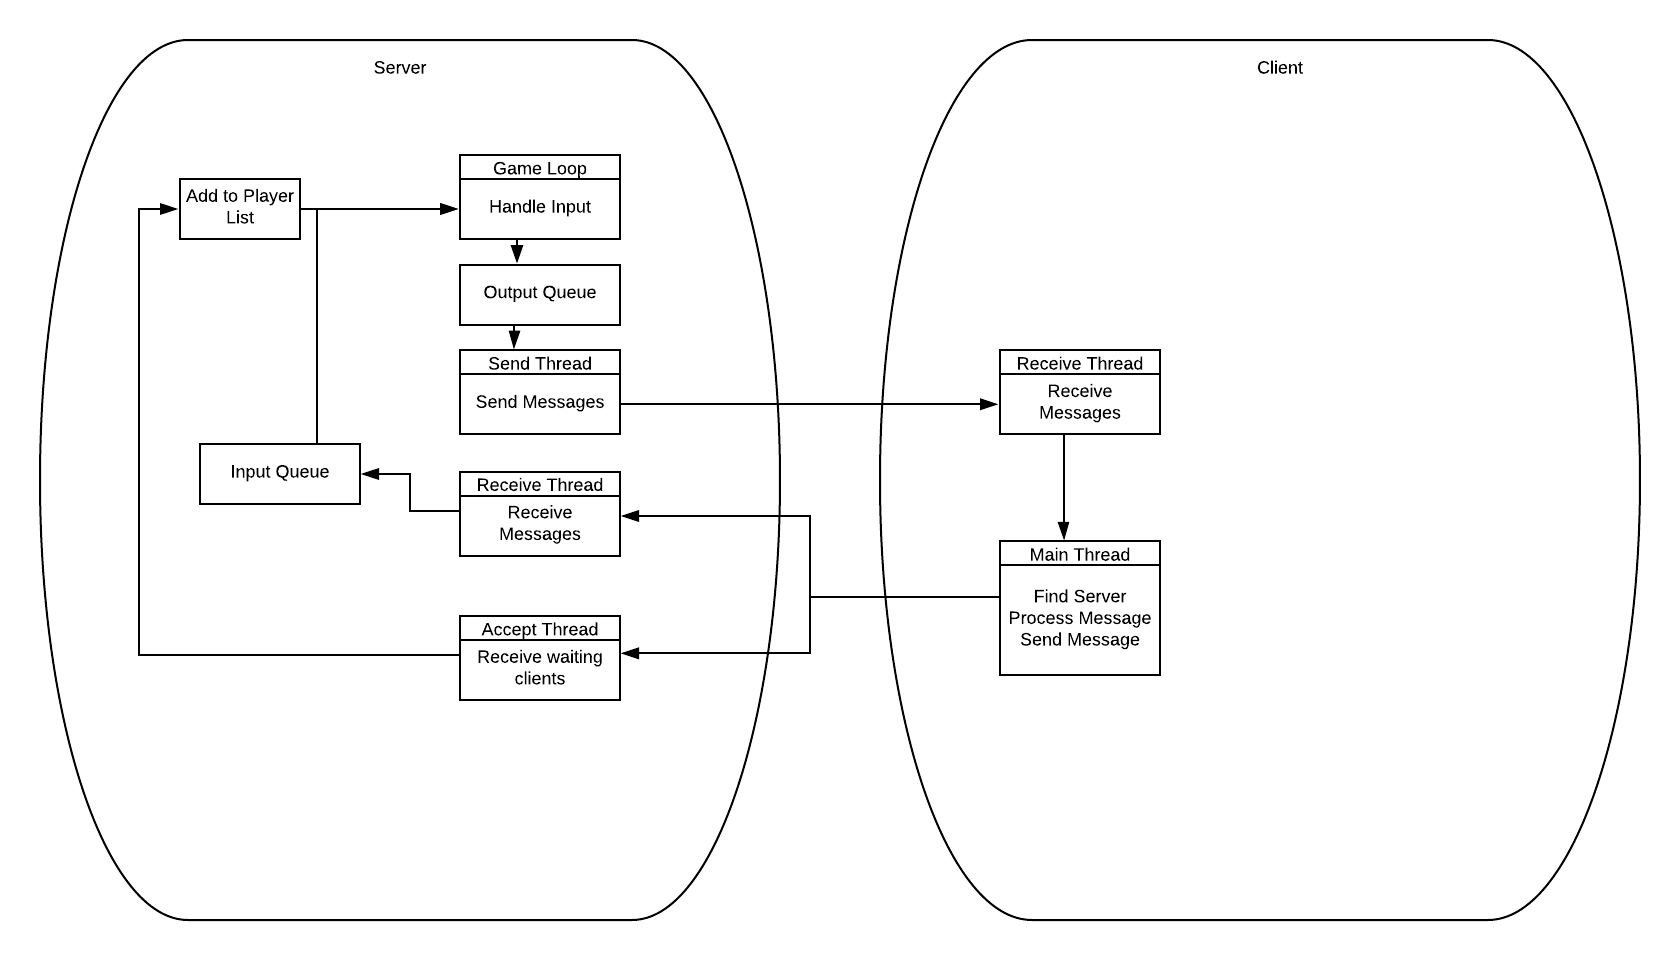 Server
Client
Game Loop
Handle Input
Add to Player
List
Output Queue
Send Thread
Send Messages
Receive Thread
Receive
Messages
Input Queue
Receive Thread
Receive
Messages
Main Thread
Find Server
Process Message
Send Message
Accept Thread
Receive waiting
clients